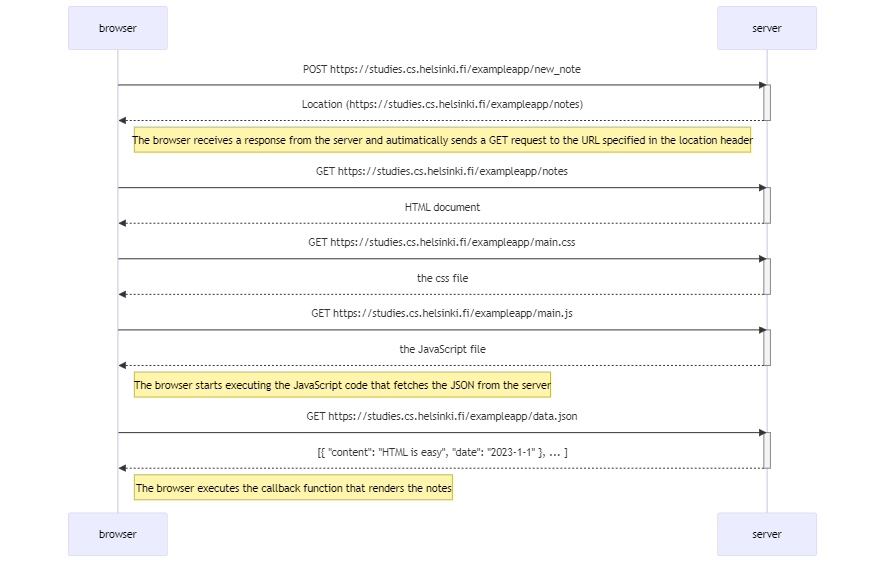 browser
server
POST https://studies.cs.helsinki.fi/exampleapp/new_note
Location (https://studies.cs.helsinki.fi/exampleapp/notes)
The browser receives a response from the server and autimatically sends a GET request to the URL specified in the location header
GET https://studies.cs.helsinki.fi/exampleapp/notes
HTML document
GET https://studies.cs.helsinki.fi/exampleapp/main.css
the css file
GET https://studies.cs.helsinki.fi/exampleapp/main.js
the JavaScript file
The browser starts executing the JavaScript code that fetches the JSON from the server
GET https://studies.cs.helsinki.fi/exampleapp/data.json
[{ "content": "HTML is easy", "date": "2023-1-1" }, ... ]
The browser executes the callback function that renders the notes
browser
server